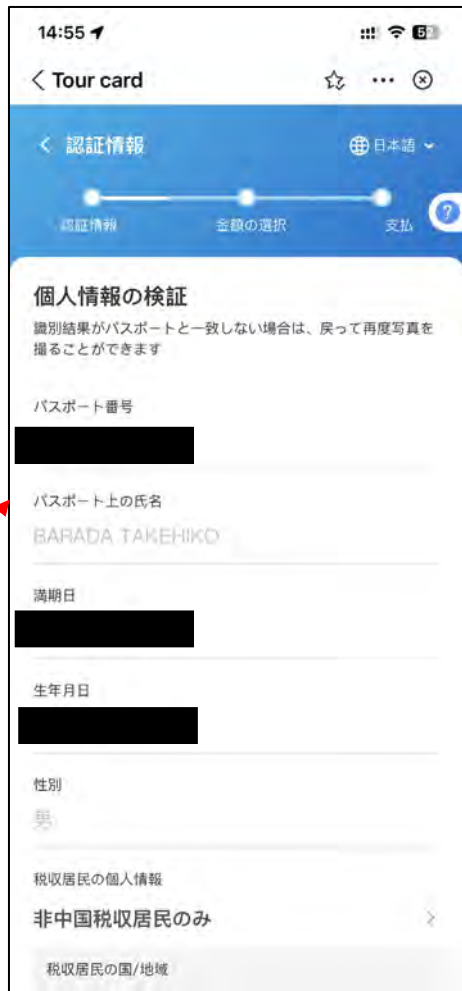 14:55
52
Tour card
認証情報
日本語
認証情報
金額の選択
支払
?
個人情報の検証
識別結果がパスポートと一致しない場合は、戻って再度写真を
撮ることができます
パスポート番号
パスポート上の氏名
BARADA TAKEHIKO
満期日
生年月日
性別
男
税収居民の個人情報
非中国税収居民のみ
税収居民の国/地域